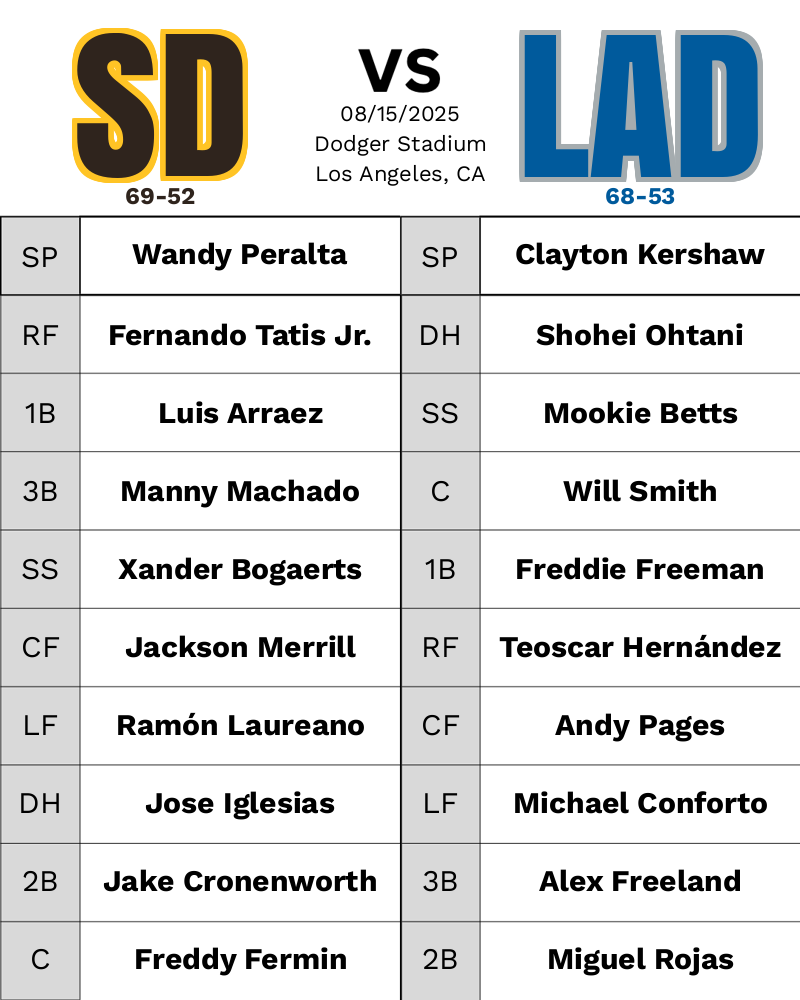 SD
VS
08/15/2025
Dodger Stadium
Los Angeles, CA
LAD
69-52
68-53
SP Wandy Peralta SP Clayton Kershaw
RF Fernando Tatis Jr. DH Shohei Ohtani
1B Luis Arraez SS Mookie Betts
3B Manny Machado C Will Smith
SS Xander Bogaerts 1B Freddie Freeman
CF Jackson Merrill RF Teoscar Hernández
LF Ramón Laureano CF Andy Pages
DH Jose Iglesias LF Michael Conforto
2B Jake Cronenworth 3B Alex Freeland
C Freddy Fermin 2B Miguel Rojas